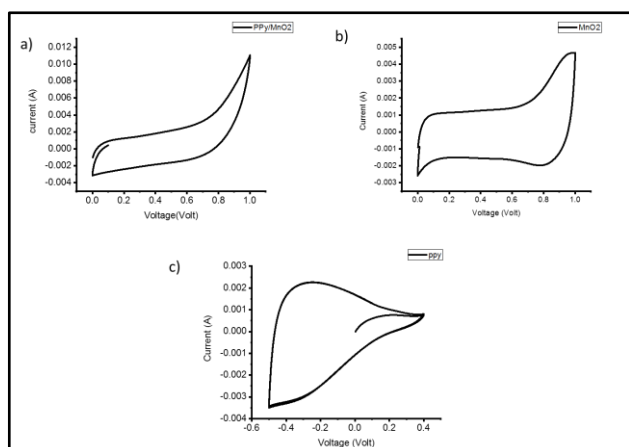 a)
PPy/MnO2
0.012
0.010
0.008
0.006
0.004
0.002
0.000
-0.002
-0.004
current (A)
0.0 0.2 0.4 0.6 0.8 1.0
Voltage(Volt)
b)
MnO2
0.005
0.004
0.003
0.002
0.001
0.000
-0.001
-0.002
-0.003
current (A)
0.0 0.2 0.4 0.6 0.8 1.0
Voltage (Volt)
c)
ppy
0.003
0.002
0.001
0.000
-0.001
-0.002
-0.003
-0.004
Current (A)
-0.6 -0.4 -0.2 0.0 0.2 0.4
Voltage (Volt)